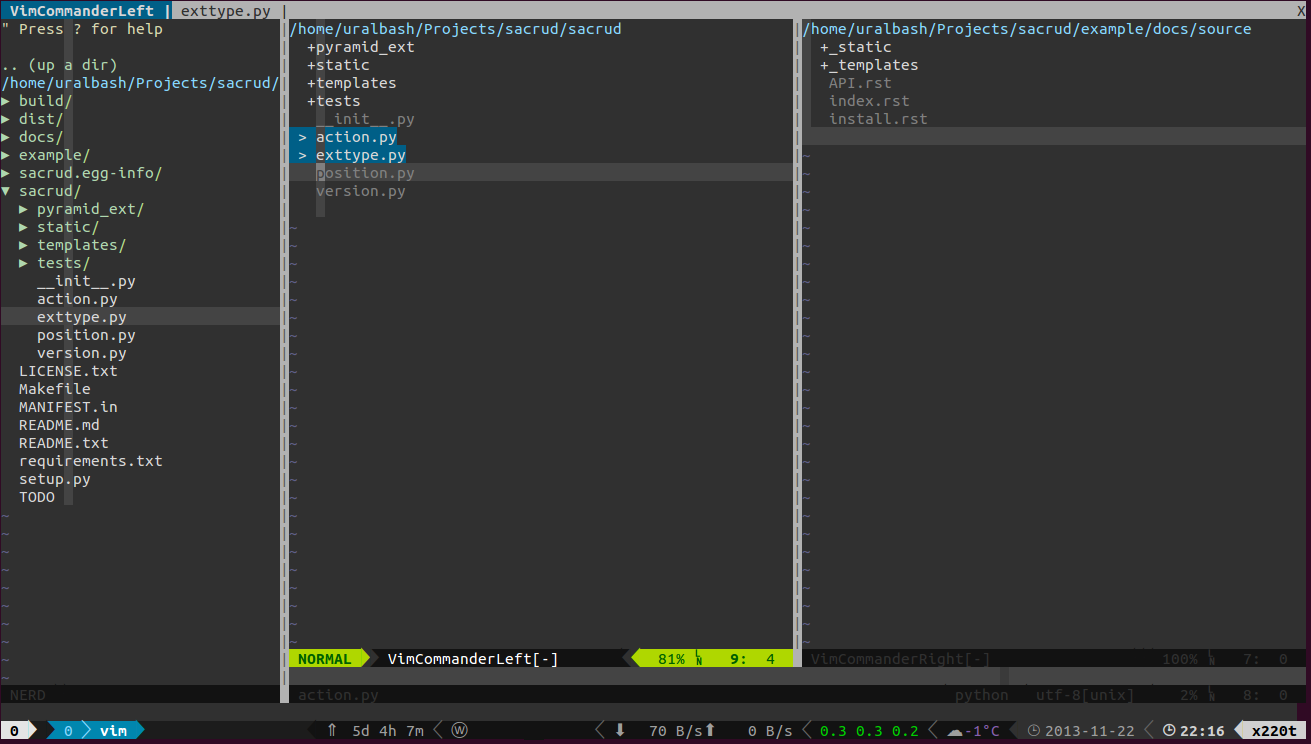 VimCommanderLeft | exttype.py | X
" Press ? for help
.. (up a dir)
/home/uralbash/Projects/sacrud/
▶ build/
▶ dist/
▶ docs/
▶ example/
▶ sacrud.egg-info/
▼ sacrud/
▶ pyramid_ext/
▶ static/
▶ templates/
▶ tests/
__init__.py
action.py
exttype.py
position.py
version.py
LICENSE.txt
Makefile
MANIFEST.in
README.md
README.txt
requirements.txt
setup.py
TODO
NERD
/home/uralbash/Projects/sacrud/sacrud
+pyramid_ext
+static
+templates
+tests
__init__.py
> action.py
> exttype.py
position.py
version.py
NORMAL VimCommanderLeft[-] 81% LN 9: 4
/home/uralbash/Projects/sacrud/example/docs/source
+_static
+_templates
API.rst
index.rst
install.rst
VimCommanderRight[-] 100% LN 7: 0
action.py python utf-8[unix] 2% LN 8: 0
0 0 vim ⇑ 5d 4h 7m Ⓦ ⬇ 70 B/s⬆ 0 B/s 0.3 0.3 0.2 ☁-1°C 2013-11-22 22:16 x220t